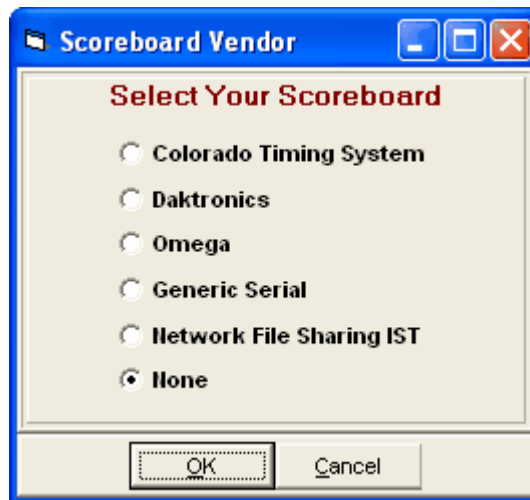 Scoreboard Vendor
Select Your Scoreboard
Colorado Timing System
Daktronics
Omega
Generic Serial
Network File Sharing IST
None
OK Cancel